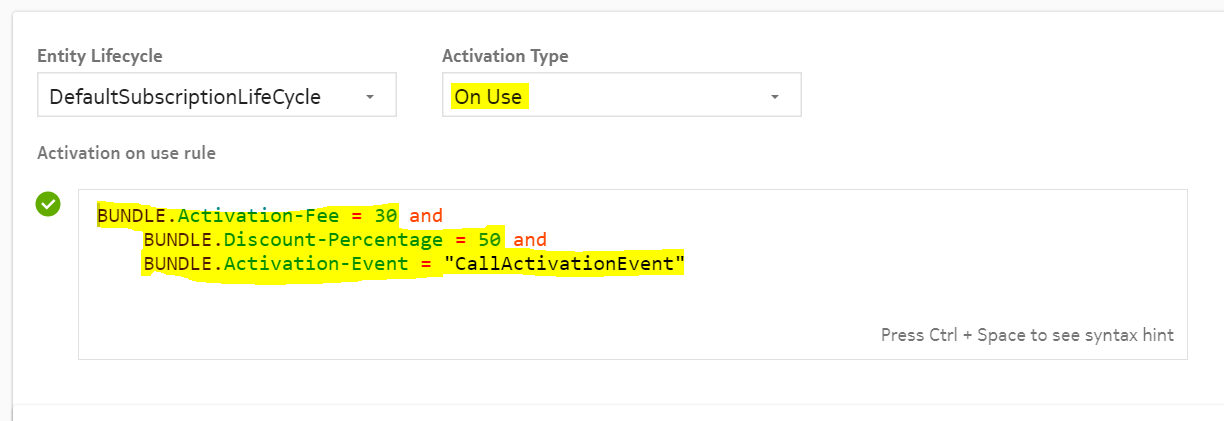 Entity Lifecycle
Activation Type
DefaultSubscriptionLifeCycle
On Use
Activation on use rule
BUNDLE.Activation-Fee = 30 and
BUNDLE.Discount-Percentage = 50 and
BUNDLE.Activation-Event = "CallActivationEvent"
Press Ctrl + Space to see syntax hint